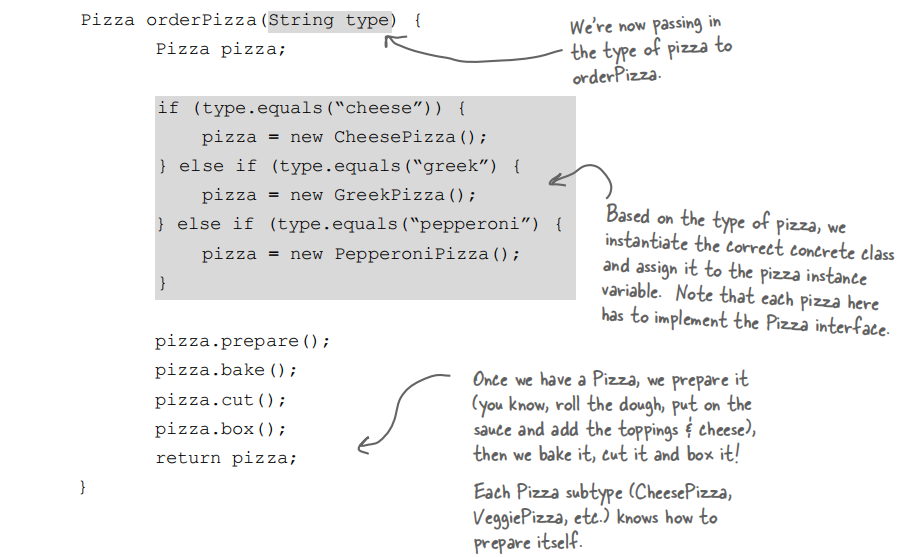 Pizza orderPizza(String type) {
Pizza pizza;
We're now passing in
the type of pizza to
orderPizza.
if (type.equals(“cheese”)) {
pizza = new CheesePizza();
} else if (type.equals(“greek”) {
pizza = new GreekPizza();
} else if (type.equals(“pepperoni”) {
pizza = new PepperoniPizza();
}
Based on the type of pizza, we
instantiate the correct concrete class
and assign it to the pizza instance
variable. Note that each pizza here
has to implement the Pizza interface.
pizza.prepare();
pizza.bake();
pizza.cut();
pizza.box();
return pizza;
}
Once we have a Pizza, we prepare it
(you know, roll the dough, put on the
sauce and add the toppings & cheese),
then we bake it, cut it and box it!
Each Pizza subtype (CheesePizza,
VeggiePizza, etc.) knows how to
prepare itself.